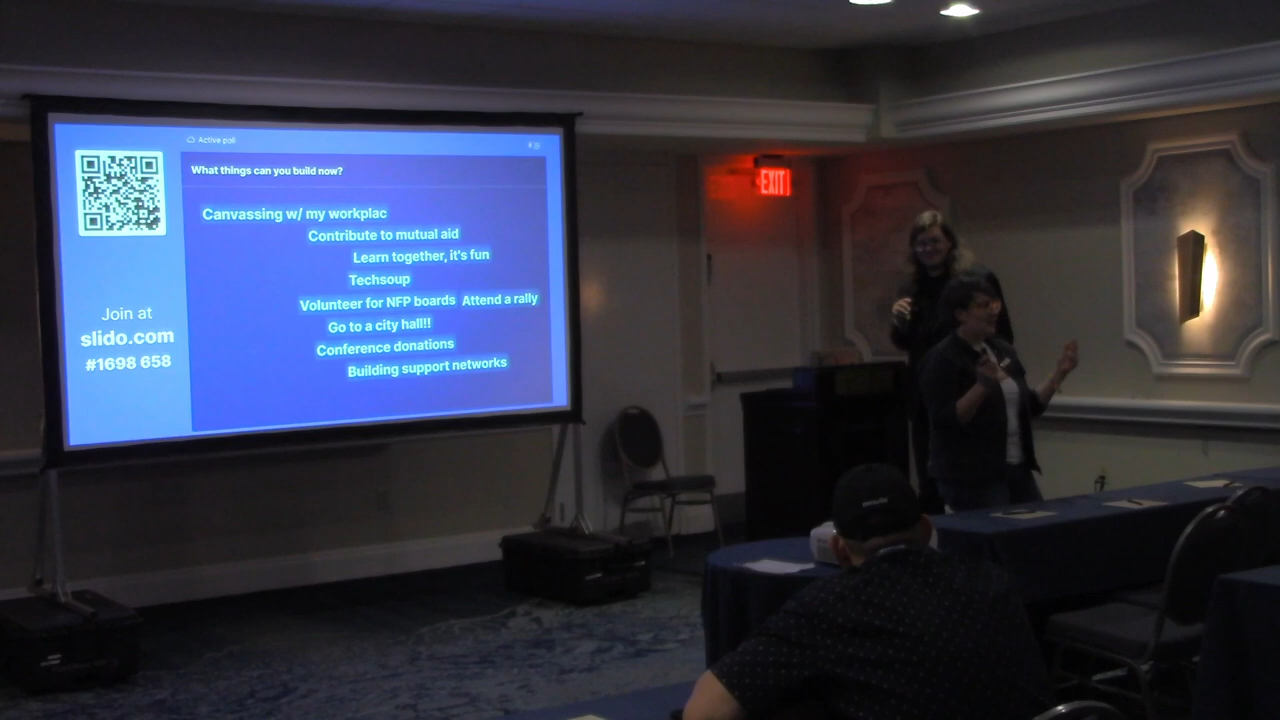 Active poll
What things can you build now?
Canvassing w/ my workplac
Contribute to mutual aid
Learn together, it's fun
Techsoup
Volunteer for NFP boards Attend a rally
Go to a city hall!!
Conference donations
Building support networks
Join at
slido.com
#1698 658
EXIT